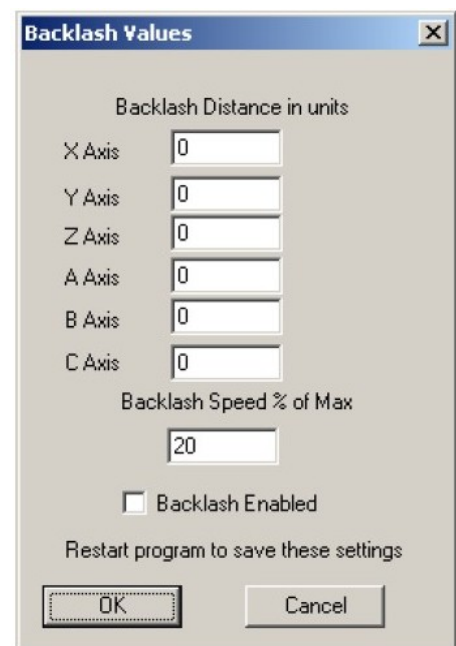 Backlash Values
Backlash Distance in units
X Axis 0
Y Axis 0
Z Axis 0
A Axis 0
B Axis 0
C Axis 0
Backlash Speed % of Max
20
Backlash Enabled
Restart program to save these settings
OK Cancel